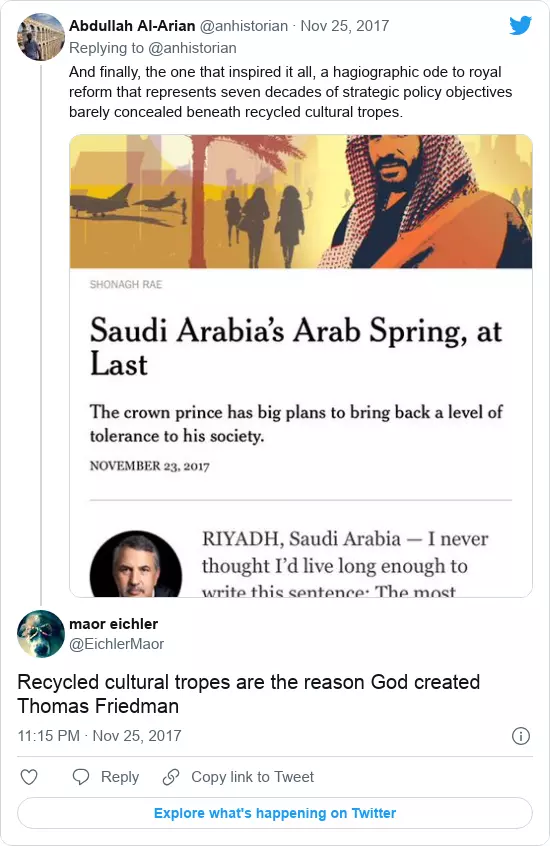 Abdullah Al-Arian @anhistorian · Nov 25, 2017
Replying to @anhistorian
And finally, the one that inspired it all, a hagiographic ode to royal
reform that represents seven decades of strategic policy objectives
barely concealed beneath recycled cultural tropes.
SHONAGH RAE
Saudi Arabia’s Arab Spring, at
Last
The crown prince has big plans to bring back a level of
tolerance to his society.
NOVEMBER 23, 2017
RIYADH, Saudi Arabia — I never
thought I’d live long enough to
write this sentence: The most
maor eichler
@EichlerMaor
Recycled cultural tropes are the reason God created
Thomas Friedman
11:15 PM · Nov 25, 2017
Reply
Copy link to Tweet
Explore what's happening on Twitter